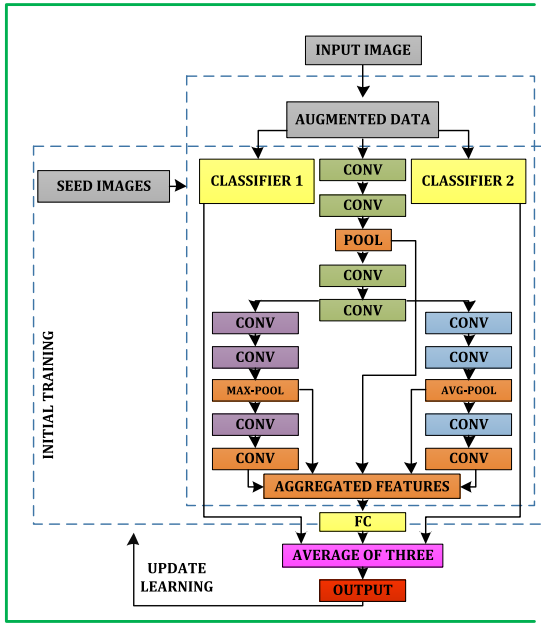 INPUT IMAGE
AUGMENTED DATA
SEED IMAGES
CLASSIFIER 1
CONV
CLASSIFIER 2
CONV
POOL
CONV
CONV
CONV
CONV
CONV
CONV
MAX-POOL
AVG-POOL
CONV
CONV
CONV
CONV
AGGREGATED FEATURES
FC
AVERAGE OF THREE
OUTPUT
INITIAL TRAINING
UPDATE
LEARNING